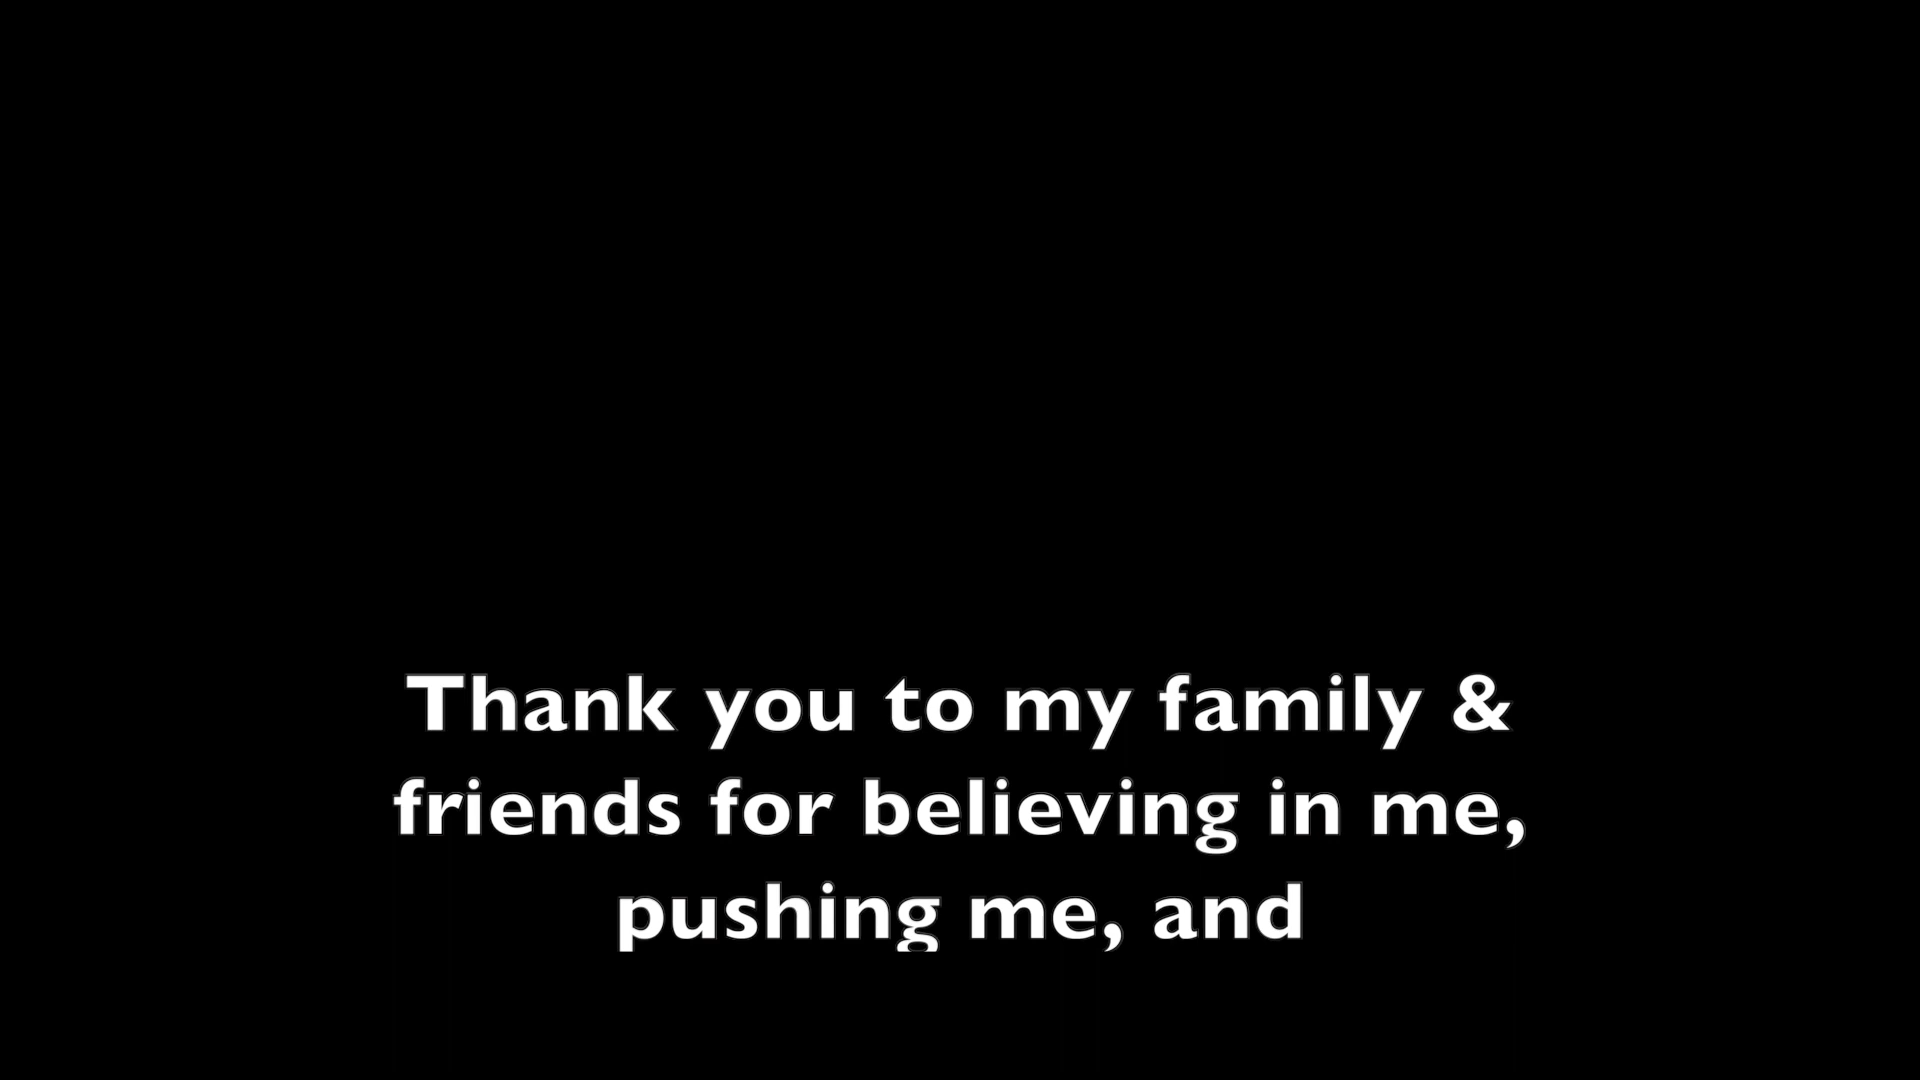 Thank you to my family &
friends for believing in me,
pushing me, and